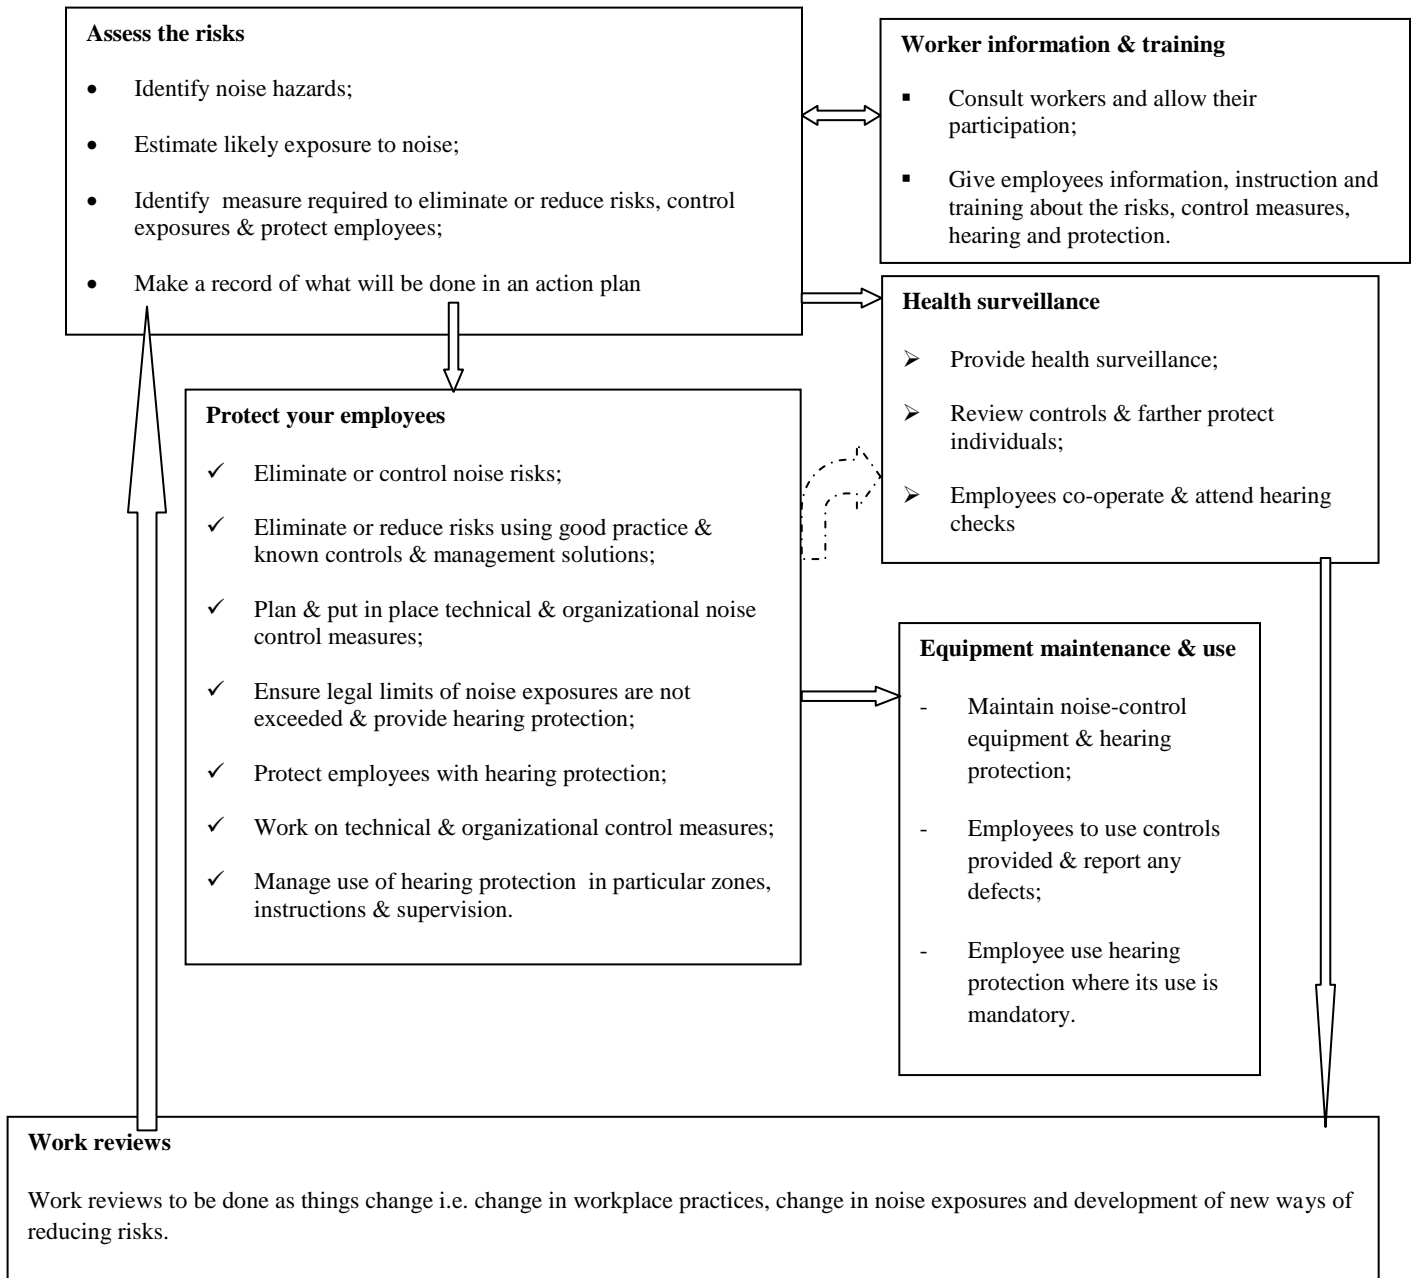 Assess the risks
• Identify noise hazards;
• Estimate likely exposure to noise;
• Identify measure required to eliminate or reduce risks, control
exposures & protect employees;
• Make a record of what will be done in an action plan
Worker information & training
▪ Consult workers and allow their
participation;
▪ Give employees information, instruction and
training about the risks, control measures,
hearing and protection.
Health surveillance
➢ Provide health surveillance;
➢ Review controls & farther protect
individuals;
➢ Employees co-operate & attend hearing
checks
Protect your employees
✓ Eliminate or control noise risks;
✓ Eliminate or reduce risks using good practice &
known controls & management solutions;
✓ Plan & put in place technical & organizational noise
control measures;
✓ Ensure legal limits of noise exposures are not
exceeded & provide hearing protection;
✓ Protect employees with hearing protection;
✓ Work on technical & organizational control measures;
✓ Manage use of hearing protection in particular zones,
instructions & supervision.
Equipment maintenance & use
- Maintain noise-control
equipment & hearing
protection;
- Employees to use controls
provided & report any
defects;
- Employee use hearing
protection where its use is
mandatory.
Work reviews
Work reviews to be done as things change i.e. change in workplace practices, change in noise exposures and development of new ways of
reducing risks.